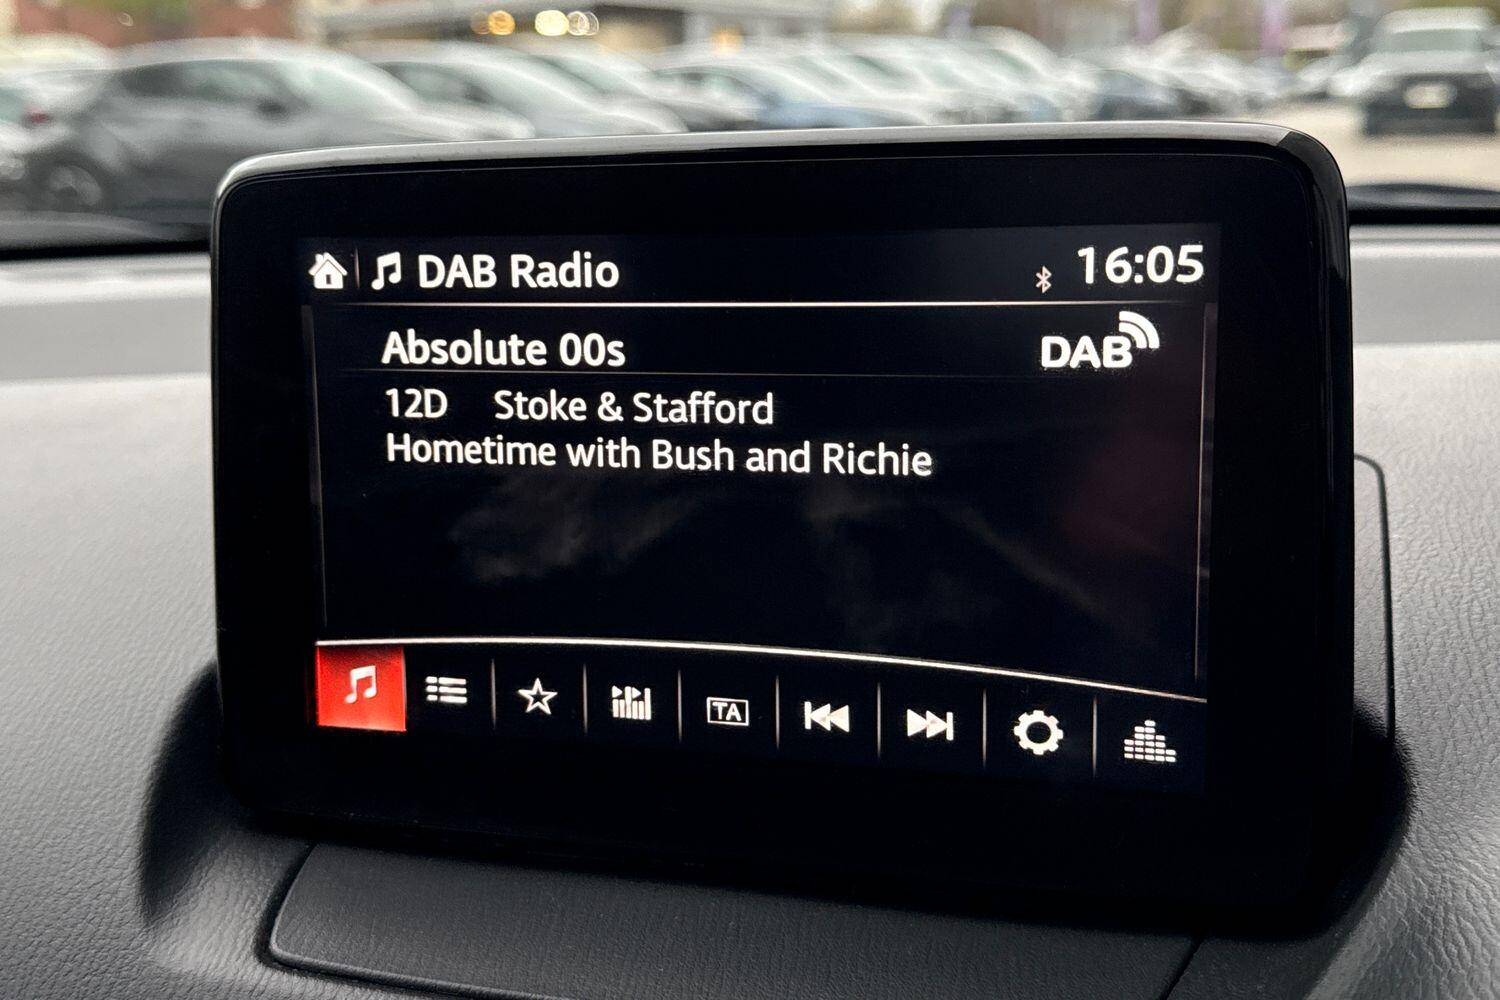 DAB Radio 16:05
Absolute 00s DAB
12D Stoke & Stafford
Hometime with Bush and Richie
TA